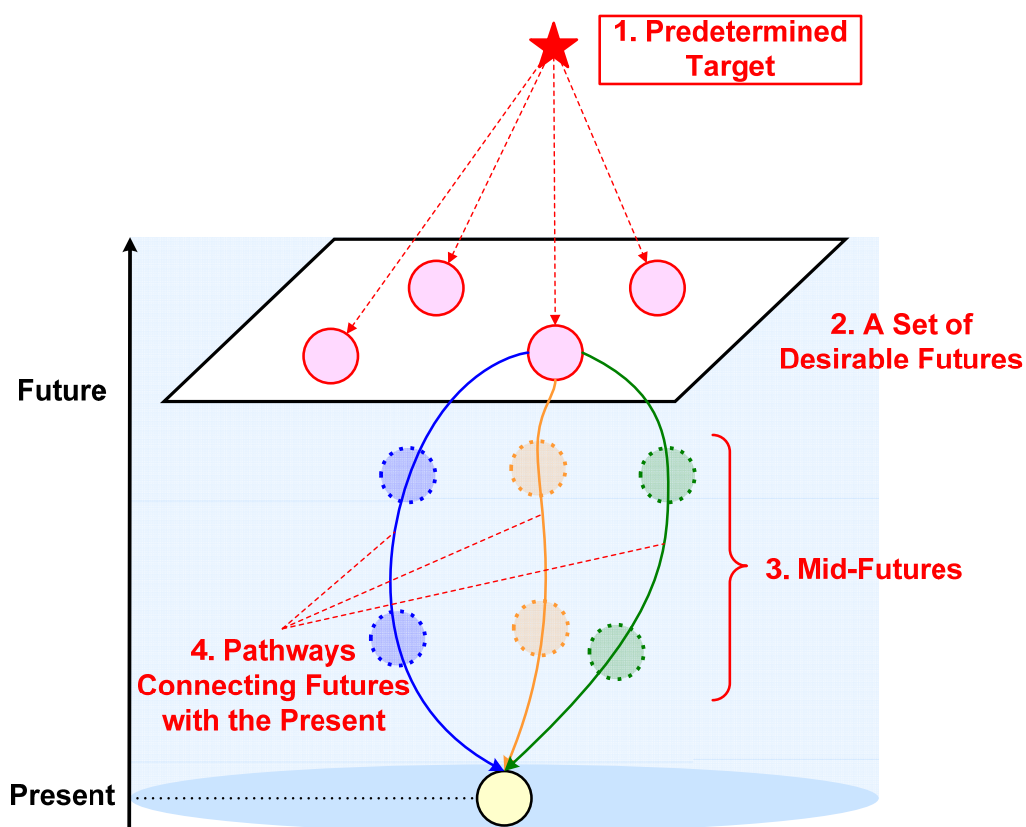 1. Predetermined
Target
2. A Set of
Desirable Futures
Future
3. Mid-Futures
4. Pathways
Connecting Futures
with the Present
Present